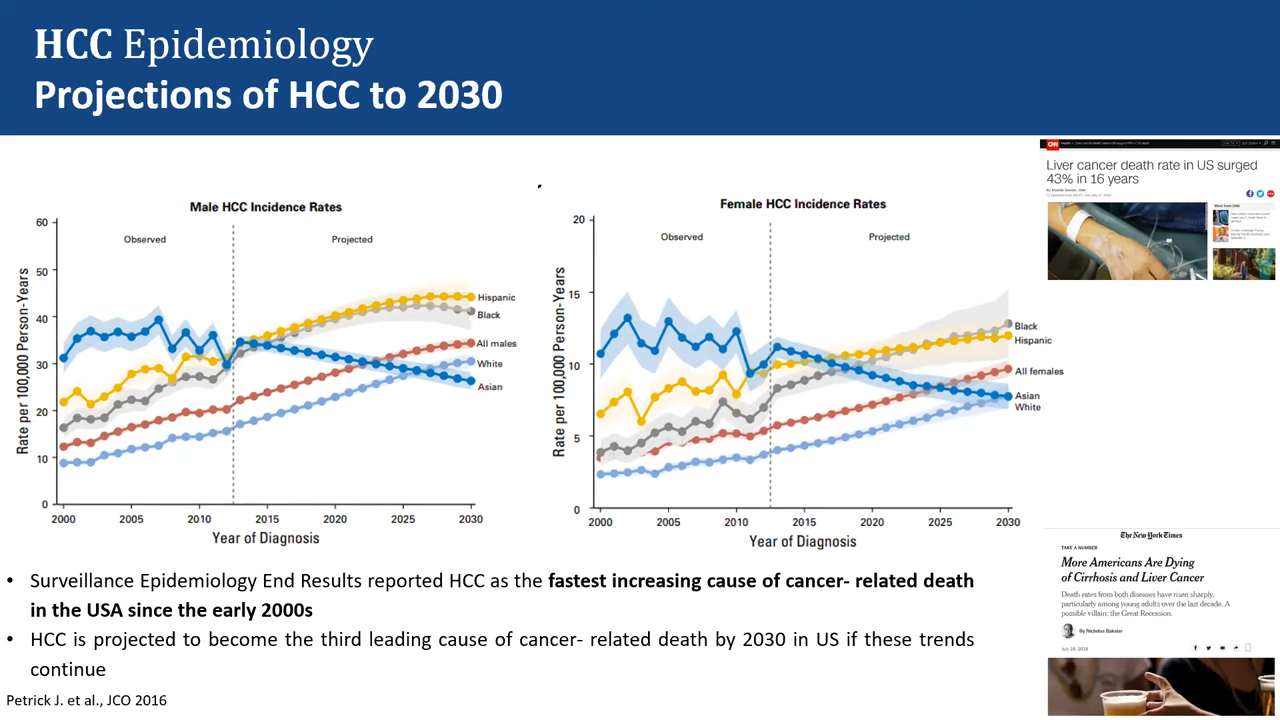 HCC Epidemiology
Projections of HCC to 2030
Male HCC Incidence Rates
Observed
Projected
60
50
40
30
20
10
0
Rate per 100,000 Person-Years
2000
2005
2010
2015
2020
2025
2030
Year of Diagnosis
Hispanic
Black
All males
White
Asian
Female HCC Incidence Rates
Observed
Projected
20
15
10
5
0
Rate per 100,000 Person-Years
2000
2005
2010
2015
2020
2025
2030
Year of Diagnosis
Black
Hispanic
All females
Asian
White
• Surveillance Epidemiology End Results reported HCC as the fastest increasing cause of cancer- related death
in the USA since the early 2000s
• HCC is projected to become the third leading cause of cancer- related death by 2030 in US if these trends
continue
Petrick J. et al., JCO 2016
CNN
Liver cancer death rate in US surged
43% in 16 years
More from CNN
The New York Times
TAKE A NUMBER
More Americans Are Dying
of Cirrhosis and Liver Cancer
Death rates from both diseases have risen sharply,
particularly among young adults over the last decade. A
possible villain: the Great Recession.
By Nicholas Bakalar
July 18, 2018